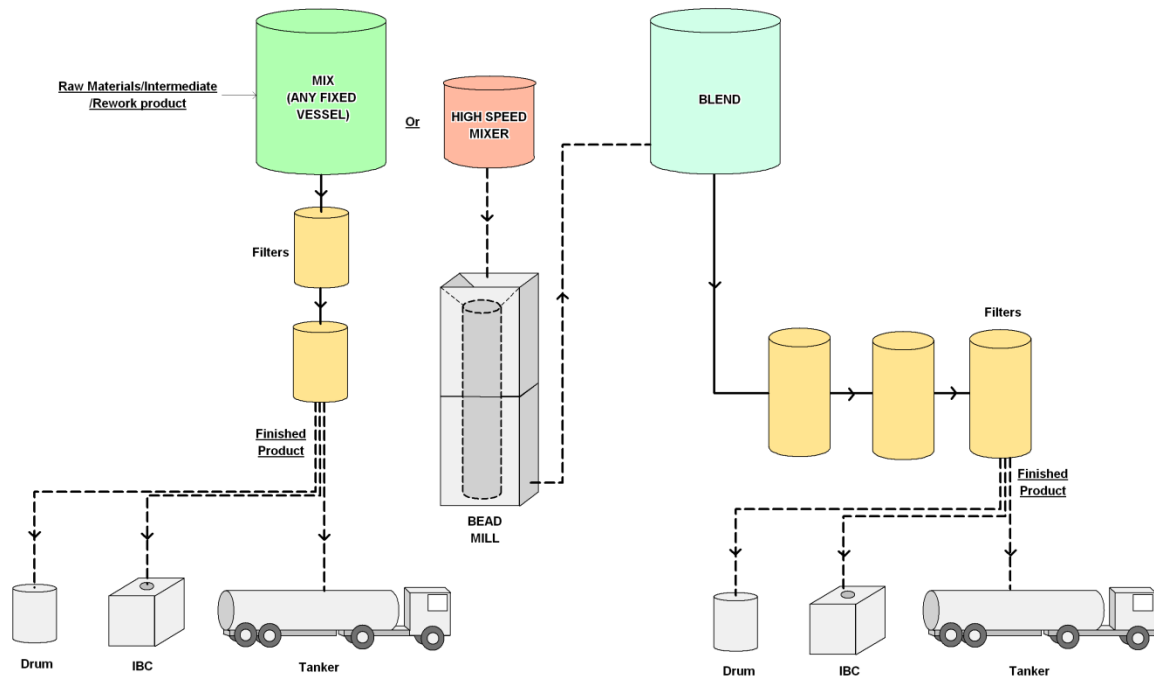 Raw Materials/Intermediate
/Rework product
MIX
(ANY FIXED
VESSEL)
Or
HIGH SPEED
MIXER
BLEND
Filters
Finished
Product
BEAD
MILL
Drum
IBC
Tanker
Filters
Finished
Product
Drum
IBC
Tanker